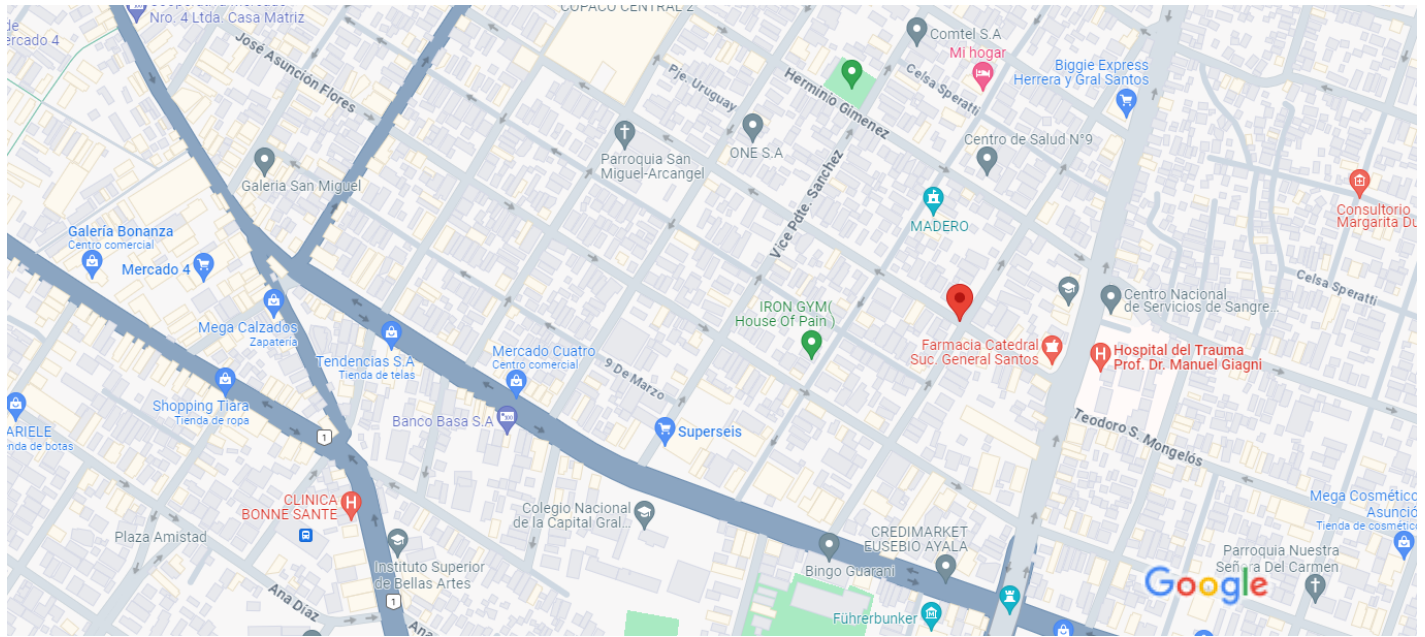 Nro. 4 Ltda. Casa Matriz
de
ercado 4
José Asunción Flores
COPACO CENTRAL 2
Comtel S.A
Mi hogar
Biggie Express
Herrera y Gral Santos
Pje. Uruguay
Herminio Gimenez
Celsa Speratti
Parroquia San
Miguel-Arcangel
ONE S.A
Centro de Salud N°9
Galeria San Miguel
Vice Pdte. Sanchez
MADERO
Consultorio
Margarita Du
Galería Bonanza
Centro comercial
Mercado 4
Celsa Speratti
Mega Calzados
Zapatería
IRON GYM(
House Of Pain )
Centro Nacional
de Servicios de Sangre...
Tendencias S.A
Tienda de telas
Mercado Cuatro
Centro comercial
9 De Marzo
Farmacia Catedral
Suc. General Santos
Hospital del Trauma
Prof. Dr. Manuel Giagni
Shopping Tiara
Tienda de ropa
ARIELE
enda de botas
1
Banco Basa S.A
Superseis
Teodoro S. Mongelós
CLINICA
BONNE SANTE
Colegio Nacional
de la Capital Gral...
Mega Cosmétic
Asunció
Tienda de cosmétic
Plaza Amistad
CREDIMARKET
EUSEBIO AYALA
Instituto Superior
de Bellas Artes
Bingo Guarani
Parroquia Nuestra
Señora Del Carmen
Google
Ana Díaz
1
Ana
Führerbunker